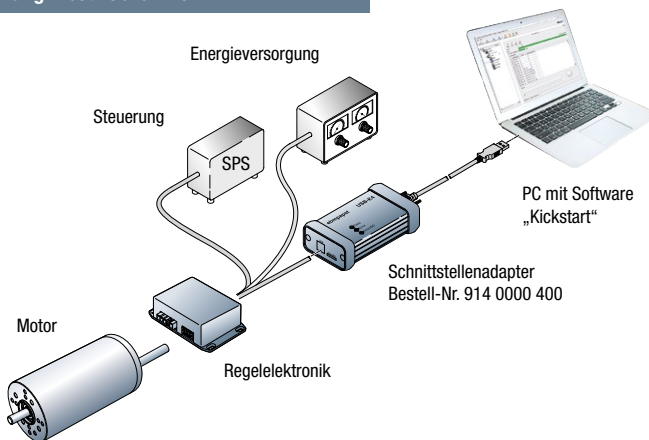 Energieversorgung
Steuerung
SPS
PC mit Software
„Kickstart“
Schnittstellenadapter
Bestell-Nr. 914 0000 400
Motor
Regelelektronik